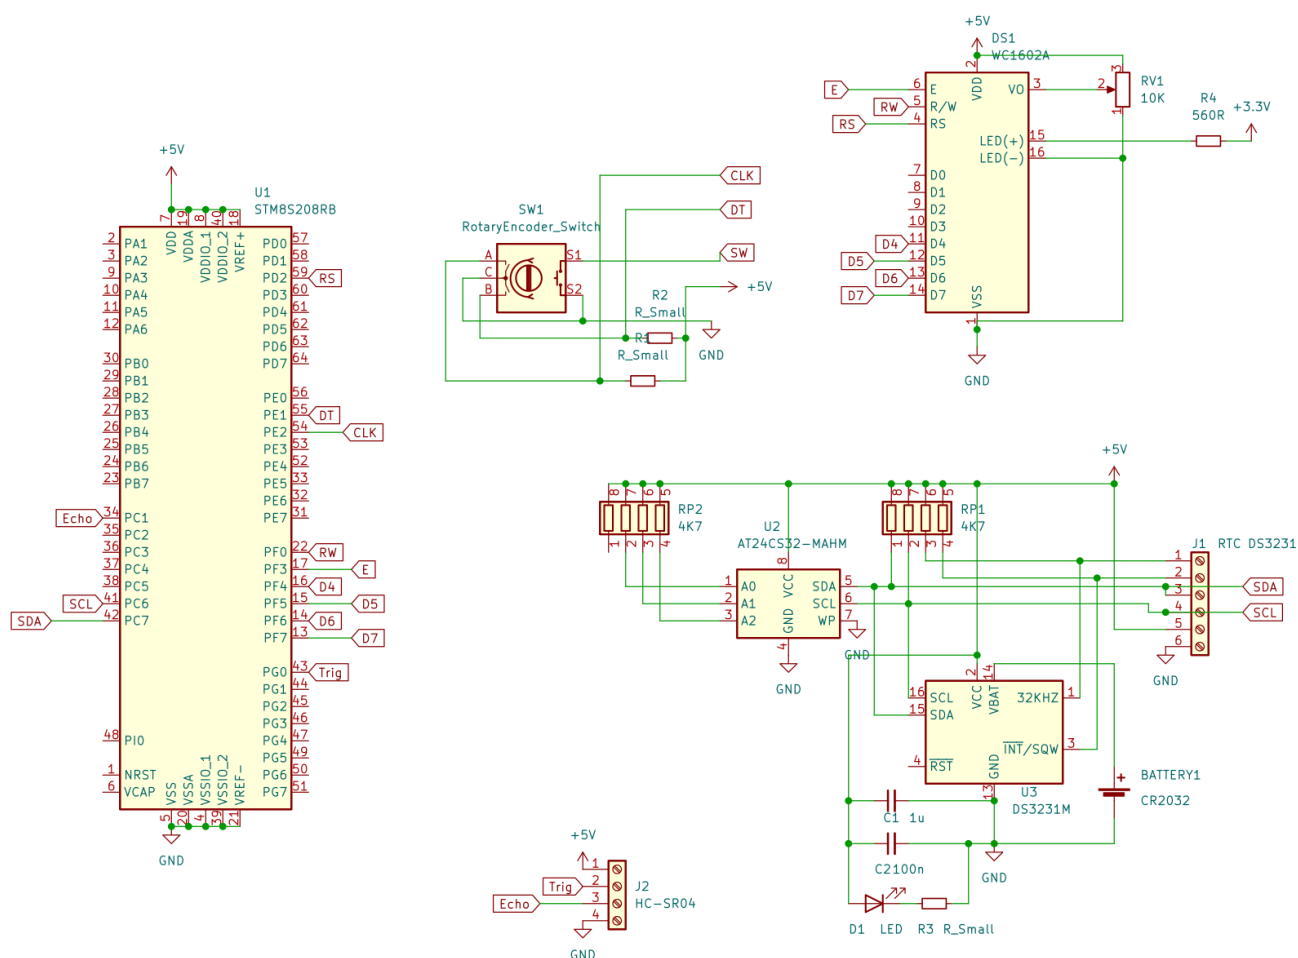 +5V
U1
STM8S208RB
7 VDD
19 VDDA
8 VDDIO_1
40 VDDIO_2
18 VREF+
2 PA1
3 PA2
9 PA3
10 PA4
11 PA5
12 PA6
30 PB0
29 PB1
28 PB2
27 PB3
26 PB4
25 PB5
24 PB6
23 PB7
Echo 34 PC1
35 PC2
36 PC3
37 PC4
38 PC5
SCL 41 PC6
SDA 42 PC7
48 PI0
1 NRST
6 VCAP
PD0 57
PD1 58
PD2 59 RS
PD3 60
PD4 61
PD5 62
PD6 63
PD7 64
PE0 56
PE1 55 DT
PE2 54 CLK
PE3 53
PE4 52
PE5 33
PE6 32
PE7 31
PF0 22 RW
PF3 17 E
PF4 16 D4
PF5 15 D5
PF6 14 D6
PF7 13 D7
PG0 43 Trig
PG1 44
PG2 45
PG3 46
PG4 47
PG5 49
PG6 50
PG7 51
5 VSS
20 VSSA
4 VSSIO_1
39 VSSIO_2
21 VREF-
GND
SW1
RotaryEncoder_Switch
A
C
B
S1
S2
CLK
DT
SW
+5V
R2
R_Small
R1
R_Small
GND
+5V
DS1
WC1602A
2 VDD
E 6 E
RW 5 R/W
RS 4 RS
7 D0
8 D1
9 D2
10 D3
D4 11 D4
D5 12 D5
D6 13 D6
D7 14 D7
VO 3
LED(+) 15
LED(-) 16
VSS 1
GND
3
2
1
RV1
10K
R4
560R
+3.3V
+5V
8 7 6 5
1 2 3 4
RP2
4K7
8 7 6 5
1 2 3 4
RP1
4K7
U2
AT24CS32-MAHM
8 VCC
1 A0
2 A1
3 A2
SDA 5
SCL 6
WP 7
GND 4
GND
GND
J1 RTC DS3231
1
2
3
4
5
6
SDA
SCL
GND
2 VCC
14 VBAT
16 SCL
15 SDA
4 RST
32KHZ 1
INT/SQW 3
GND 13
U3
DS3231M
BATTERY1
CR2032
+
C1 1u
C2 100n
GND
D1 LED
R3 R_Small
+5V
1
Trig 2
Echo 3
4
J2
HC-SR04
GND